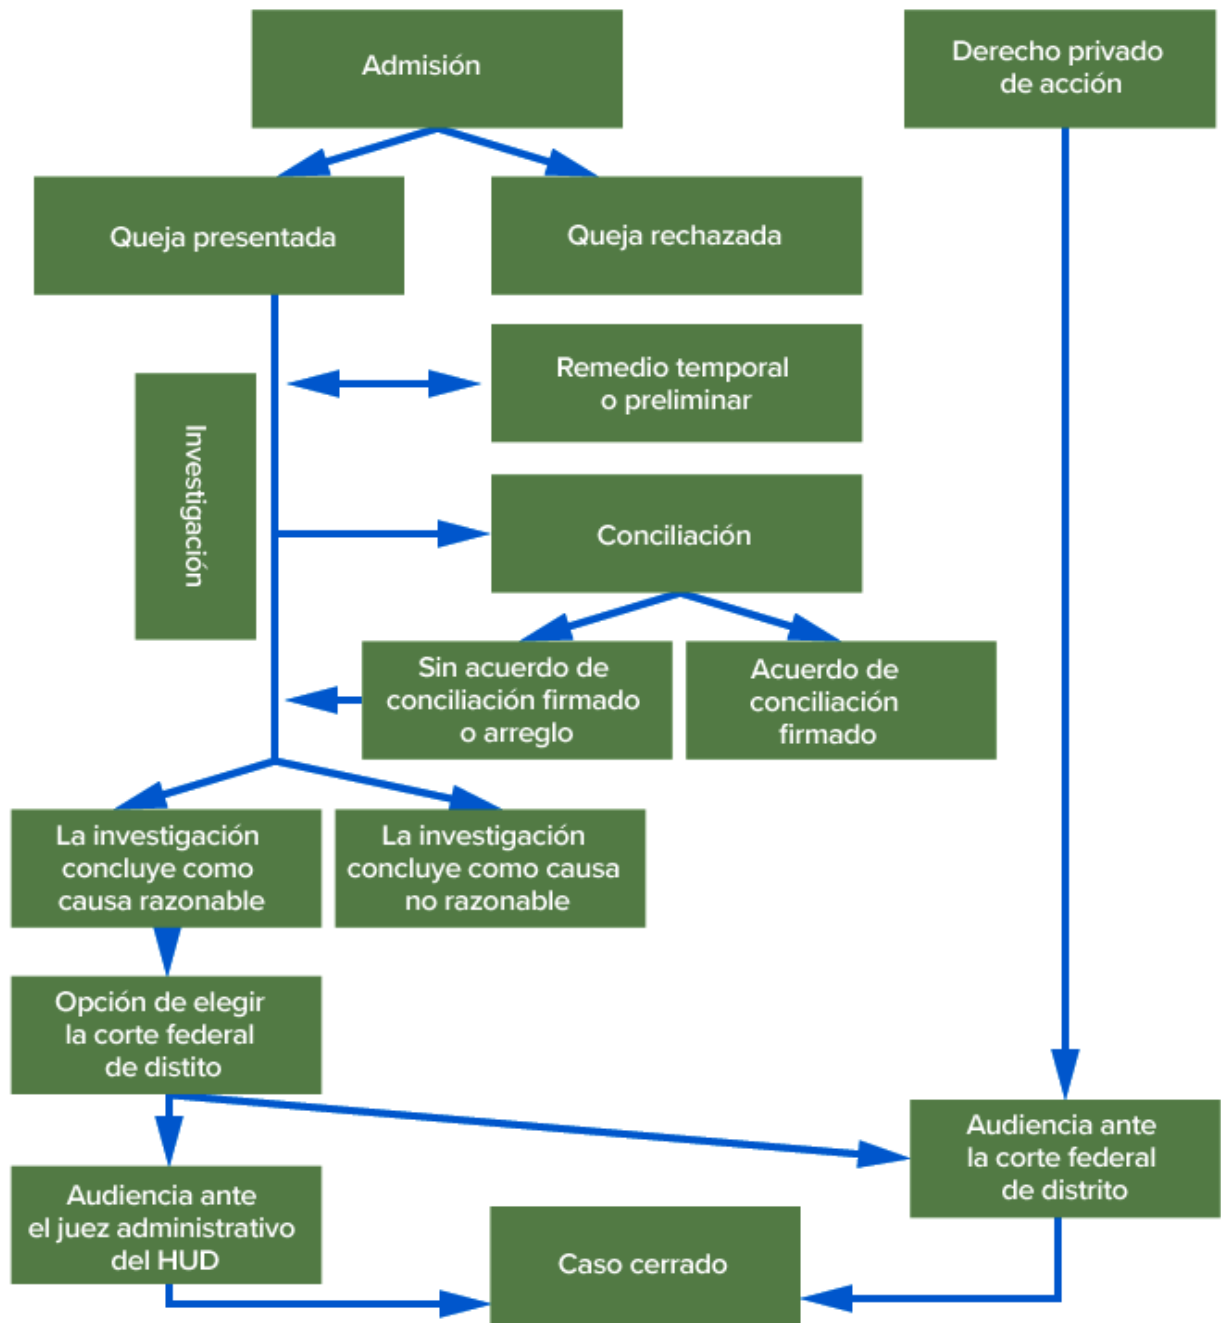 Admisión
Derecho privado
de acción
Queja presentada
Queja rechazada
Remedio temporal
o preliminar
Investigación
Conciliación
Sin acuerdo de
conciliación firmado
o arreglo
Acuerdo de
conciliación
firmado
La investigación
concluye como
causa razonable
La investigación
concluye como causa
no razonable
Opción de elegir
la corte federal
de distito
Audiencia ante
la corte federal
de distrito
Audiencia ante
el juez administrativo
del HUD
Caso cerrado